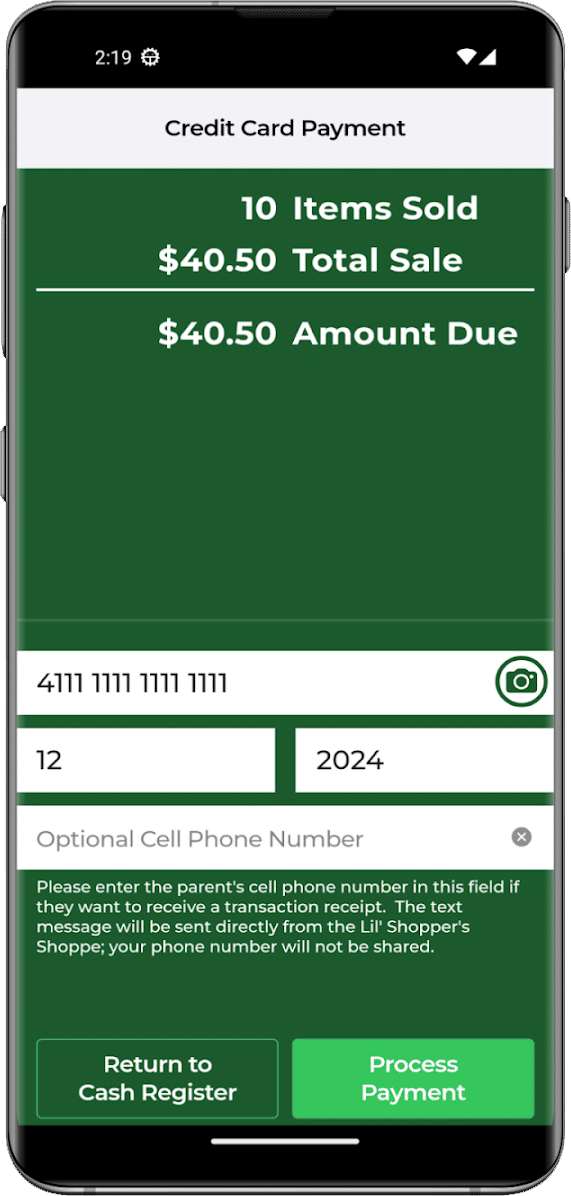 2:19
Credit Card Payment
10 Items Sold
$40.50 Total Sale
$40.50 Amount Due
4111 1111 1111 1111
12 2024
Optional Cell Phone Number
Please enter the parent's cell phone number in this field if
they want to receive a transaction receipt.  The text
message will be sent directly from the Lil' Shopper's
Shoppe; your phone number will not be shared.
Return to
Cash Register
Process
Payment